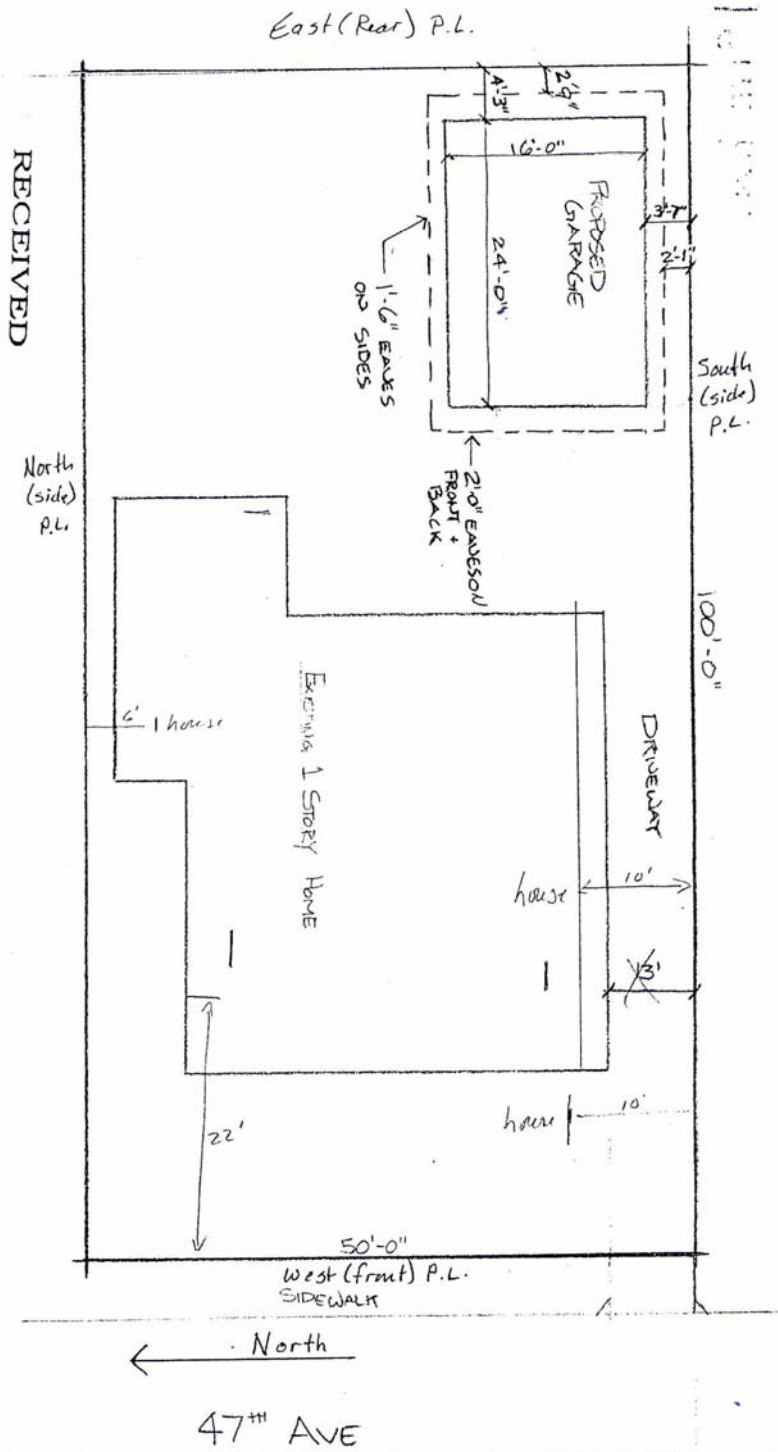 East (Rear) P.L.
4'-3"
2'9"
16'-0"
PROPOSED
GARAGE
3'-7"
2'-1"
24'-0"
RECEIVED
1'-6" EAVES
ON SIDES
South
(side)
P.L.
North
(side)
P.L.
2'-0" EAVES ON
FRONT +
BACK
100'-0"
6'
house
EXISTING 1 STORY HOME
DRIVEWAY
house
10'
13'
house
10'
22'
50'-0"
West (front) P.L.
SIDEWALK
North
47TH AVE